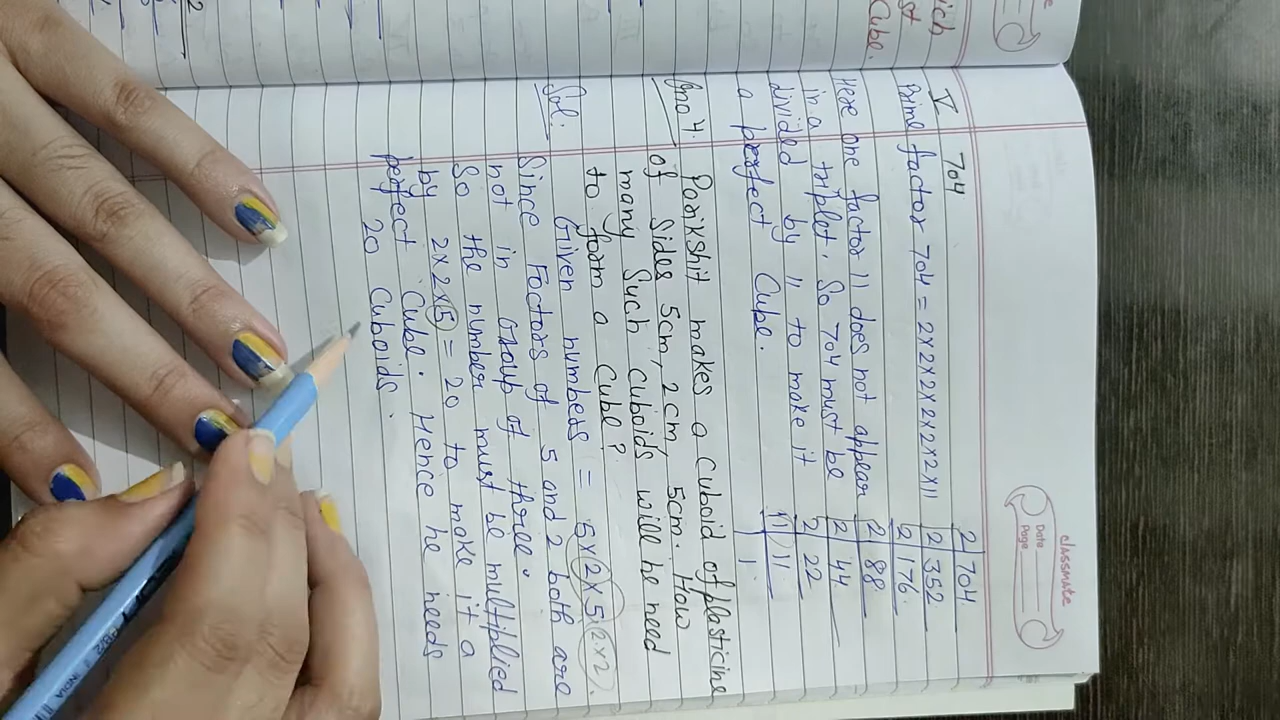 classmate
Date
Page
V 704
2 704
Prime factor 704 = 2×2×2×2×2×2×11
2 352
2 176
Here one factor 11 does not appear
2 88
in a triplet. So 704 must be
2 44
divided by 11 to make it
2 22
a perfect Cube.
11 11
1
Qno 4. Parikshit makes a Cuboid of plasticine
of Sides 5cm, 2cm, 5cm. How
many Such Cuboids will he need
to form a Cube?
Sol. Given numbers = 5×2×5(2×2).
Since Factors of 5 and 2 both are
not in Group of three.
So the number must be multiplied
by 2×2×5 = 20 to make it a
perfect Cube. Hence he needs
20 Cuboids.
Cube.